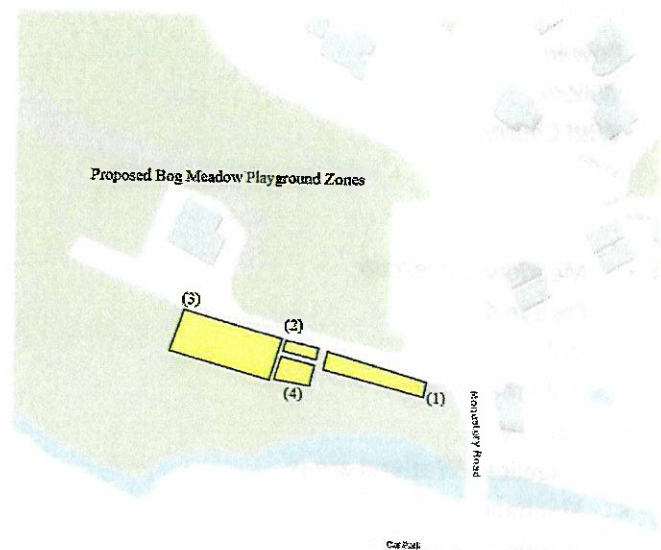 Proposed Bog Meadow Playground Zones
(3)
(2)
(4)
(1)
Monastery Road
Car Park